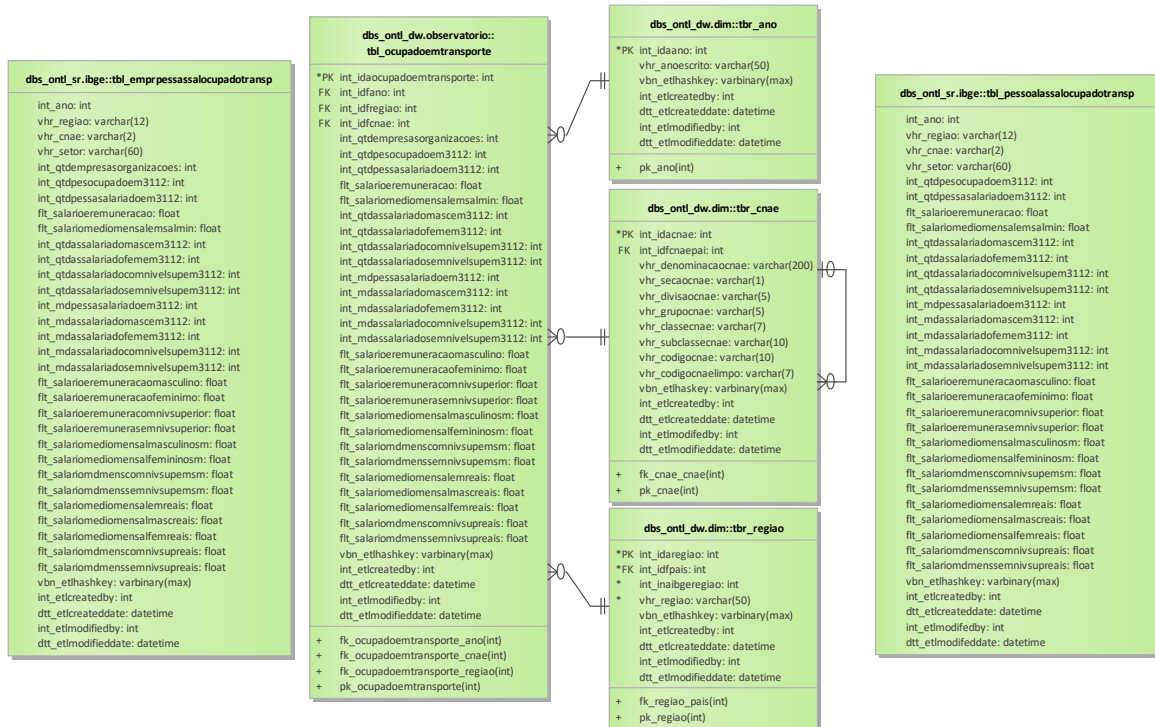 dbs_ontl_sr.ibge::tbl_emprpessassalocupadotransp
int_ano: int
vhr_regiao: varchar(12)
vhr_cnae: varchar(2)
vhr_setor: varchar(60)
int_qtdempresasorganizacoes: int
int_qtdpesocupadoem3112: int
int_qtdpessasalariadoem3112: int
flt_salarioeremuneracao: float
flt_salariomediomensalemsalmin: float
int_qtdassalariadomascem3112: int
int_qtdassalariadofemem3112: int
int_qtdassalariadocomnivelsupem3112: int
int_qtdassalariadosemnivelsupem3112: int
int_mdpessasalariadoem3112: int
int_mdassalariadomascem3112: int
int_mdassalariadofemem3112: int
int_mdassalariadocomnivelsupem3112: int
int_mdassalariadosemnivelsupem3112: int
flt_salarioeremuneracaomasculino: float
flt_salarioeremuneracaofeminimo: float
flt_salarioeremuneracomnivsuperior: float
flt_salarioeremunerasemnivsuperior: float
flt_salariomediomensalmasculinosm: float
flt_salariomediomensalfemininosm: float
flt_salariomdmenscomnivsupemsm: float
flt_salariomdmenssemnivsupemsm: float
flt_salariomediomensalemreais: float
flt_salariomediomensalmascreais: float
flt_salariomediomensalfemreais: float
flt_salariomdmenscomnivsupreais: float
flt_salariomdmenssemnivsupreais: float
vbn_etlhashkey: varbinary(max)
int_etlcreatedby: int
dtt_etlcreateddate: datetime
int_etlmodifiedby: int
dtt_etlmodifieddate: datetime
dbs_ontl_dw.observatorio::
tbl_ocupadoemtransporte
*PK int_idaocupadoemtransporte: int
FK int_idfano: int
FK int_idfregiao: int
FK int_idfcnae: int
int_qtdempresasorganizacoes: int
int_qtdpesocupadoem3112: int
int_qtdpessasalariadoem3112: int
flt_salarioeremuneracao: float
flt_salariomediomensalemsalmin: float
int_qtdassalariadomascem3112: int
int_qtdassalariadofemem3112: int
int_qtdassalariadocomnivelsupem3112: int
int_qtdassalariadosemnivelsupem3112: int
int_mdpessasalariadoem3112: int
int_mdassalariadomascem3112: int
int_mdassalariadofemem3112: int
int_mdassalariadocomnivelsupem3112: int
int_mdassalariadosemnivelsupem3112: int
flt_salarioeremuneracaomasculino: float
flt_salarioeremuneracaofeminimo: float
flt_salarioeremuneracomnivsuperior: float
flt_salarioeremunerasemnivsuperior: float
flt_salariomediomensalmasculinosm: float
flt_salariomediomensalfemininosm: float
flt_salariomdmenscomnivsupemsm: float
flt_salariomdmenssemnivsupemsm: float
flt_salariomediomensalemreais: float
flt_salariomediomensalmascreais: float
flt_salariomediomensalfemreais: float
flt_salariomdmenscomnivsupreais: float
flt_salariomdmenssemnivsupreais: float
vbn_etlhashkey: varbinary(max)
int_etlcreatedby: int
dtt_etlcreateddate: datetime
int_etlmodifiedby: int
dtt_etlmodifieddate: datetime
+ fk_ocupadoemtransporte_ano(int)
+ fk_ocupadoemtransporte_cnae(int)
+ fk_ocupadoemtransporte_regiao(int)
+ pk_ocupadoemtransporte(int)
dbs_ontl_dw.dim::tbr_ano
*PK int_idaano: int
vhr_anoescrito: varchar(50)
vbn_etlhashkey: varbinary(max)
int_etlcreatedby: int
dtt_etlcreateddate: datetime
int_etlmodifiedby: int
dtt_etlmodifieddate: datetime
+ pk_ano(int)
dbs_ontl_dw.dim::tbr_cnae
*PK int_idacnae: int
FK int_idfcnaepai: int
vhr_denominacaocnae: varchar(200)
vhr_secaocnae: varchar(1)
vhr_divisaocnae: varchar(5)
vhr_grupocnae: varchar(5)
vhr_classecnae: varchar(7)
vhr_subclassecnae: varchar(10)
vhr_codigocnae: varchar(10)
vhr_codigocnaelimpo: varchar(7)
vbn_etlhaskey: varbinary(max)
int_etlcreatedby: int
dtt_etlcreateddate: datetime
int_etlmodifedby: int
dtt_etlmodifieddate: datetime
+ fk_cnae_cnae(int)
+ pk_cnae(int)
dbs_ontl_dw.dim::tbr_regiao
*PK int_idaregiao: int
*FK int_idfpais: int
* int_inaibgeregiao: int
* vhr_regiao: varchar(50)
vbn_etlhashkey: varbinary(max)
int_etlcreatedby: int
dtt_etlcreateddate: datetime
int_etlmodifiedby: int
dtt_etlmodifieddate: datetime
+ fk_regiao_pais(int)
+ pk_regiao(int)
dbs_ontl_sr.ibge::tbl_pessoalassalocupadotransp
int_ano: int
vhr_regiao: varchar(12)
vhr_cnae: varchar(2)
vhr_setor: varchar(60)
int_qtdpesocupadoem3112: int
int_qtdpessasalariadoem3112: int
flt_salarioeremuneracao: float
flt_salariomediomensalemsalmin: float
int_qtdassalariadomascem3112: int
int_qtdassalariadofemem3112: int
int_qtdassalariadocomnivelsupem3112: int
int_qtdassalariadosemnivelsupem3112: int
int_mdpessasalariadoem3112: int
int_mdassalariadomascem3112: int
int_mdassalariadofemem3112: int
int_mdassalariadocomnivelsupem3112: int
int_mdassalariadosemnivelsupem3112: int
flt_salarioeremuneracaomasculino: float
flt_salarioeremuneracaofeminimo: float
flt_salarioeremuneracomnivsuperior: float
flt_salarioeremunerasemnivsuperior: float
flt_salariomediomensalmasculinosm: float
flt_salariomediomensalfemininosm: float
flt_salariomdmenscomnivsupemsm: float
flt_salariomdmenssemnivsupemsm: float
flt_salariomediomensalemreais: float
flt_salariomediomensalmascreais: float
flt_salariomediomensalfemreais: float
flt_salariomdmenscomnivsupreais: float
flt_salariomdmenssemnivsupreais: float
vbn_etlhashkey: varbinary(max)
int_etlcreatedby: int
dtt_etlcreateddate: datetime
int_etlmodifedby: int
dtt_etlmodifeddate: datetime